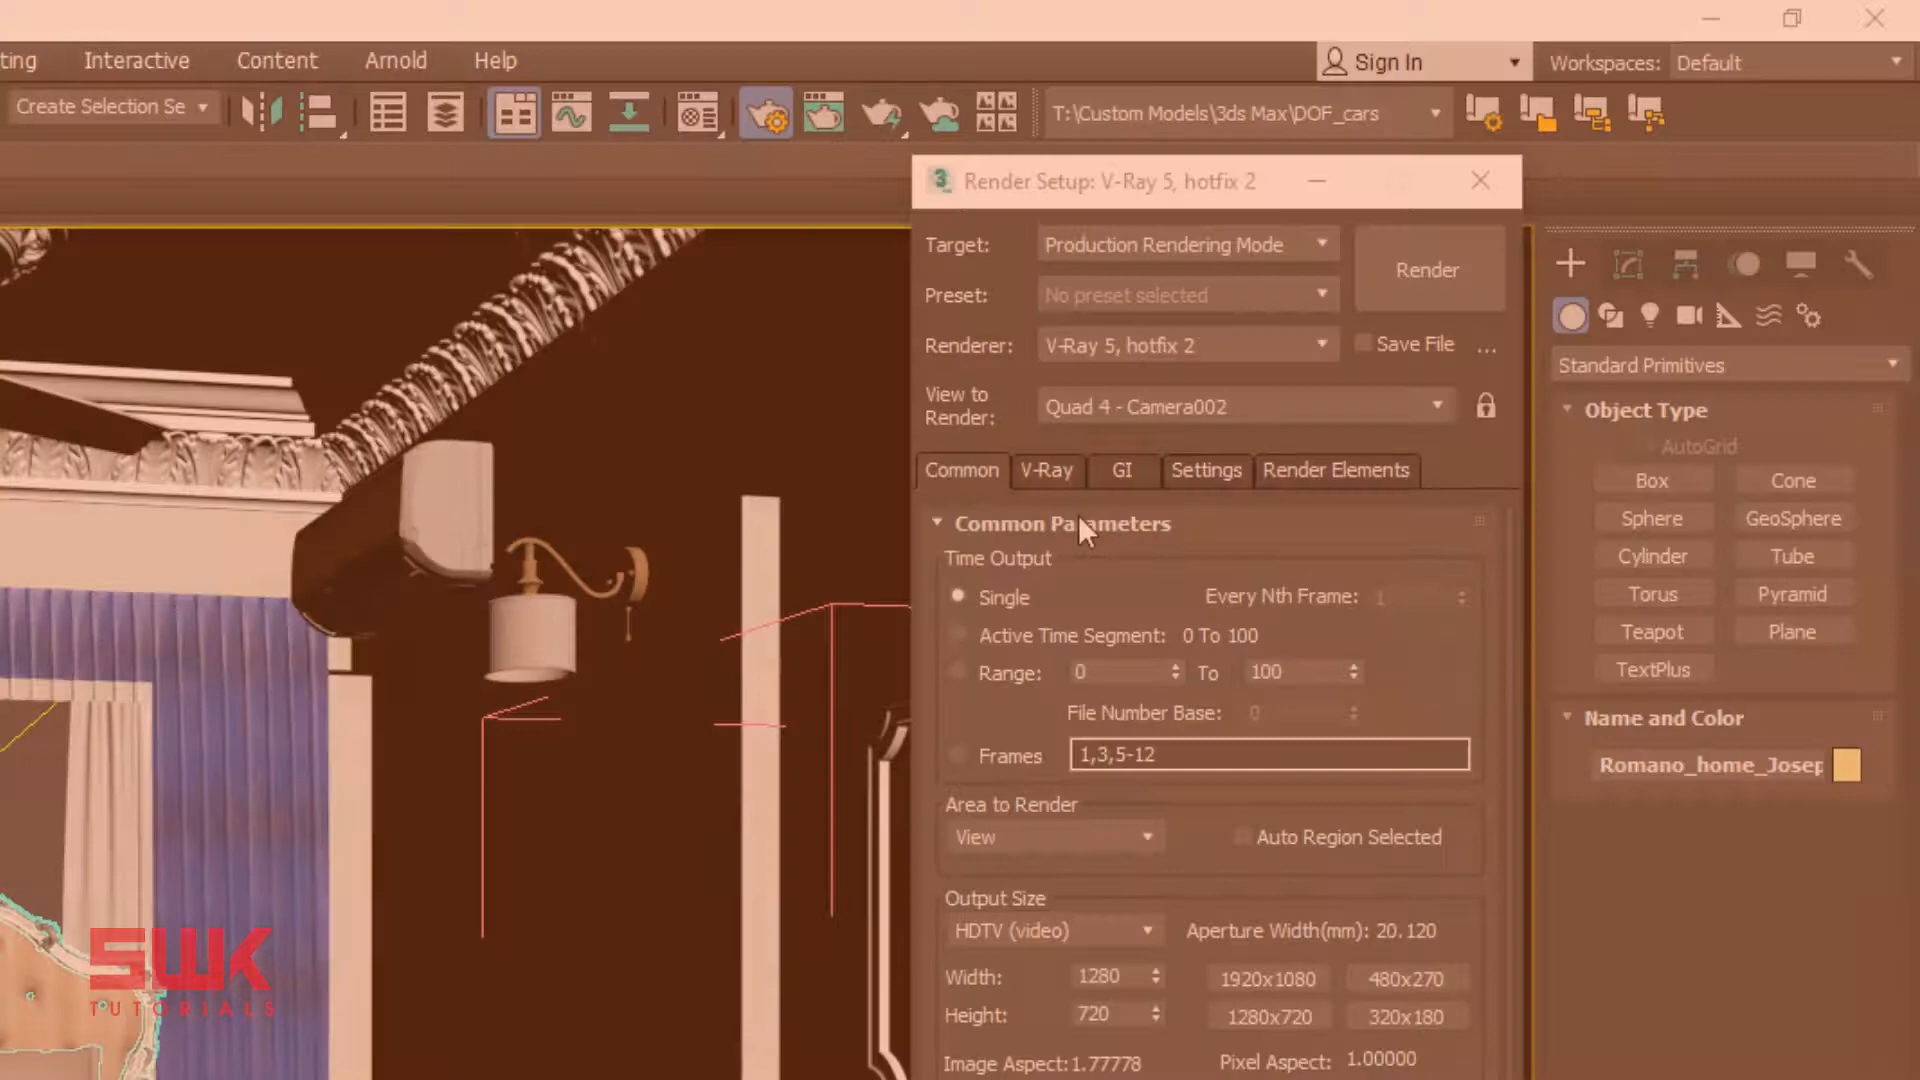 ting Interactive Content Arnold Help Sign In Workspaces: Default
Create Selection Se T:\Custom Models\3ds Max\DOF_cars
3 Render Setup: V-Ray 5, hotfix 2
Target: Production Rendering Mode Render
Preset: No preset selected
Renderer: V-Ray 5, hotfix 2 Save File ...
View to
Render: Quad 4 - Camera002
Common V-Ray GI Settings Render Elements
Common Parameters
Time Output
Single Every Nth Frame: 1
Active Time Segment: 0 To 100
Range: 0 To 100
File Number Base: 0
Frames 1,3,5-12
Area to Render
View Auto Region Selected
Output Size
HDTV (video) Aperture Width(mm): 20.120
Width: 1280 1920x1080 480x270
Height: 720 1280x720 320x180
Image Aspect: 1.77778 Pixel Aspect: 1.00000
Standard Primitives
Object Type
AutoGrid
Box Cone
Sphere GeoSphere
Cylinder Tube
Torus Pyramid
Teapot Plane
TextPlus
Name and Color
Romano_home_Josep
SWK
TUTORIALS